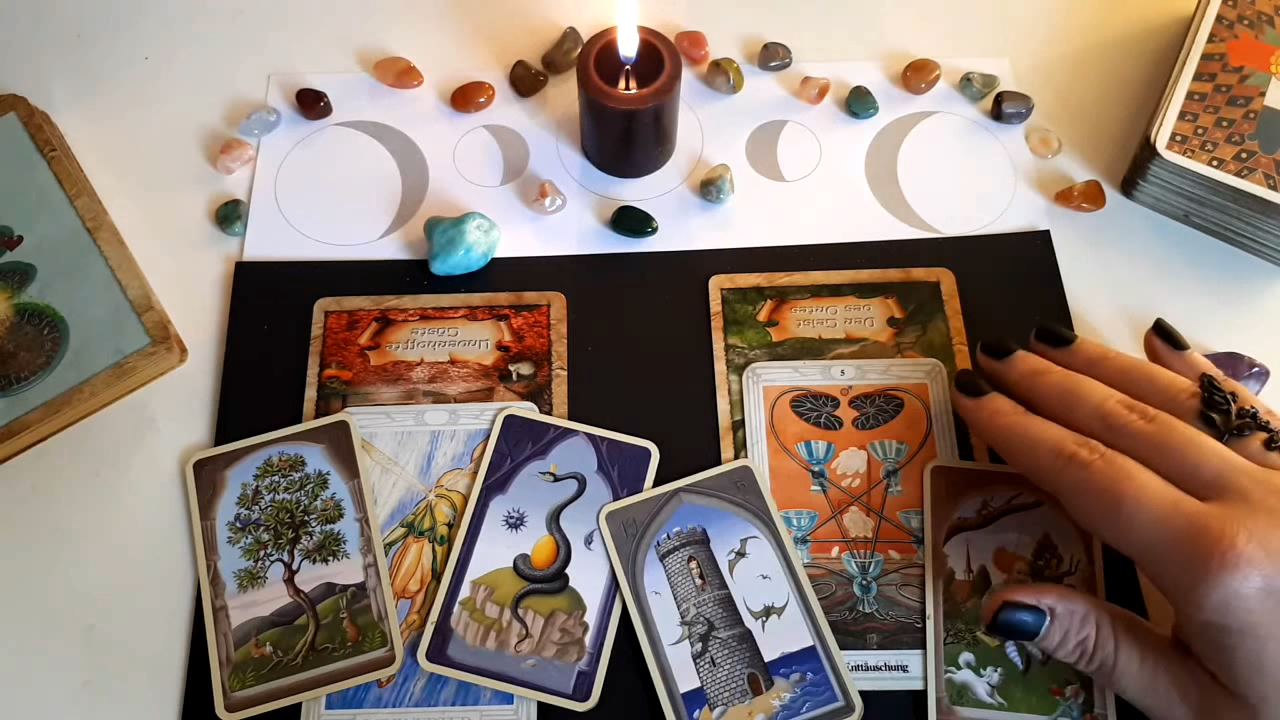 Unverhoffte
Gäste
Der Geist
des Ortes
5
Enttäuschung